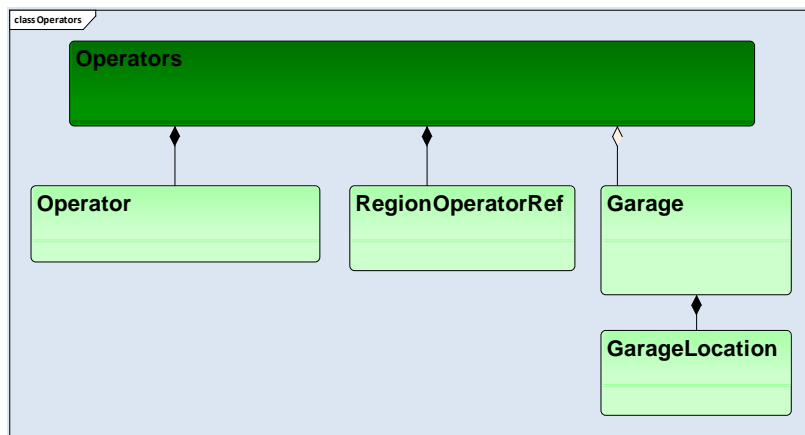 class Operators
Operators
Operator
RegionOperatorRef
Garage
GarageLocation